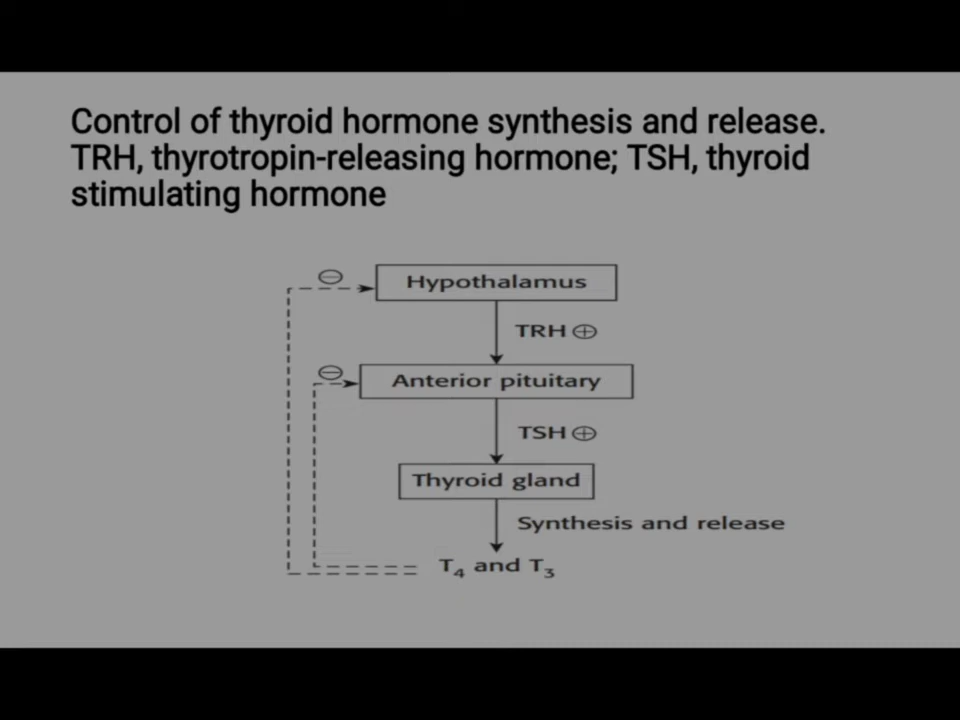 Control of thyroid hormone synthesis and release.
TRH, thyrotropin-releasing hormone; TSH, thyroid
stimulating hormone
⊖
Hypothalamus
TRH ⊕
⊖
Anterior pituitary
TSH ⊕
Thyroid gland
Synthesis and release
T₄ and T₃